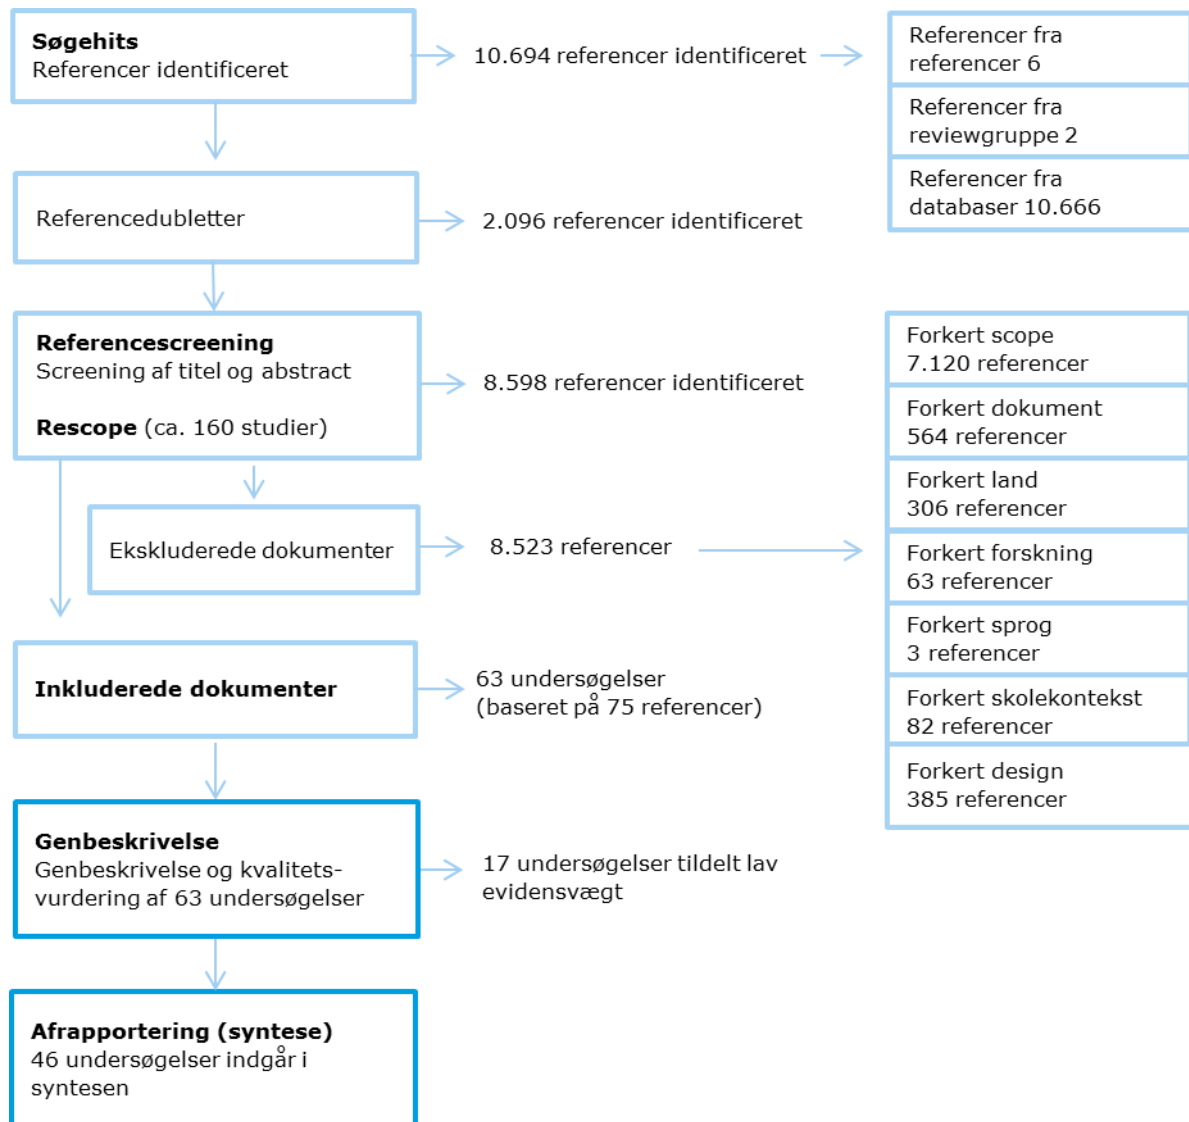 Søgehits
Referencer identificeret
10.694 referencer identificeret
Referencer fra
referencer 6
Referencer fra
reviewgruppe 2
Referencer fra
databaser 10.666
Referencedubletter
2.096 referencer identificeret
Referencescreening
Screening af titel og abstract
Rescope (ca. 160 studier)
8.598 referencer identificeret
Ekskluderede dokumenter
8.523 referencer
Forkert scope
7.120 referencer
Forkert dokument
564 referencer
Forkert land
306 referencer
Forkert forskning
63 referencer
Forkert sprog
3 referencer
Forkert skolekontekst
82 referencer
Forkert design
385 referencer
Inkluderede dokumenter
63 undersøgelser
(baseret på 75 referencer)
Genbeskrivelse
Genbeskrivelse og kvalitets-
vurdering af 63 undersøgelser
17 undersøgelser tildelt lav
evidensvægt
Afrapportering (syntese)
46 undersøgelser indgår i
syntesen